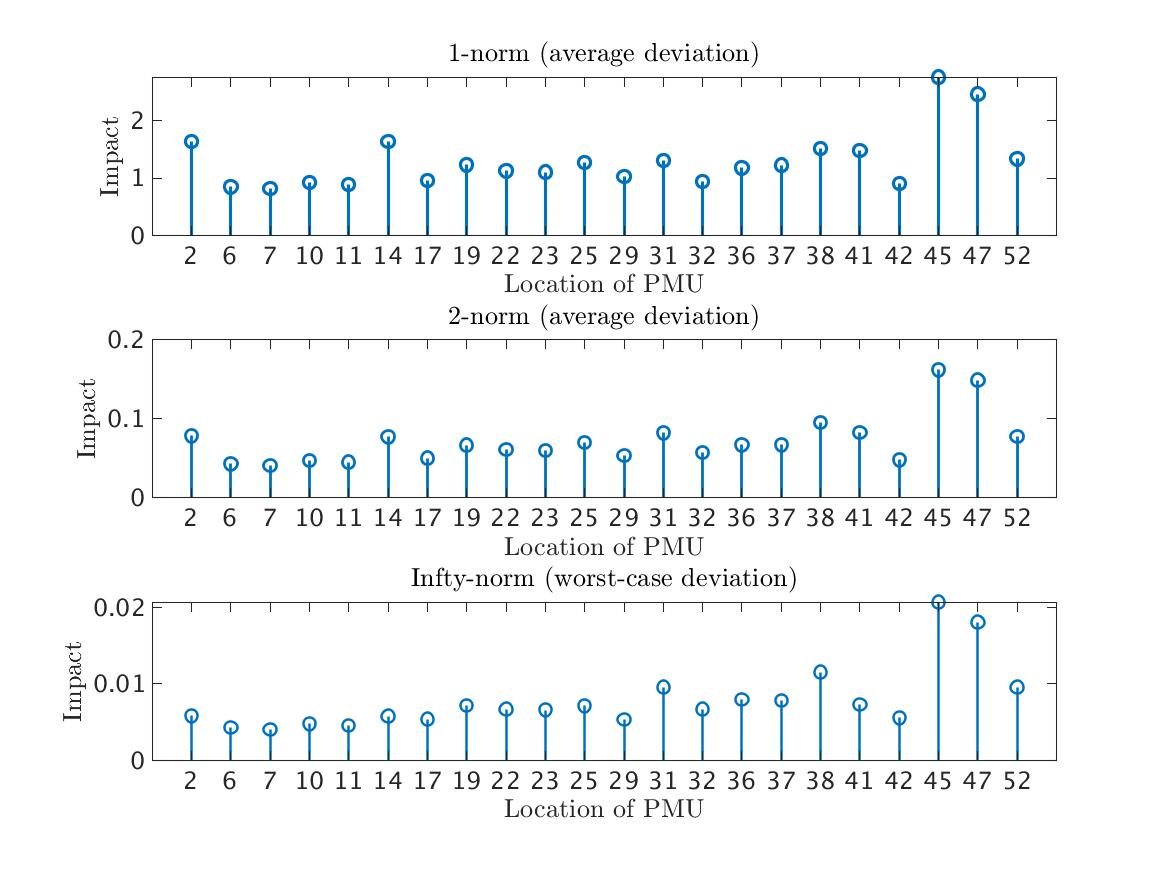 1-norm (average deviation)
Impact
2
1
0
2 6 7 10 11 14 17 19 22 23 25 29 31 32 36 37 38 41 42 45 47 52
Location of PMU
2-norm (average deviation)
Impact
0.2
0.1
0
2 6 7 10 11 14 17 19 22 23 25 29 31 32 36 37 38 41 42 45 47 52
Location of PMU
Infty-norm (worst-case deviation)
Impact
0.02
0.01
0
2 6 7 10 11 14 17 19 22 23 25 29 31 32 36 37 38 41 42 45 47 52
Location of PMU